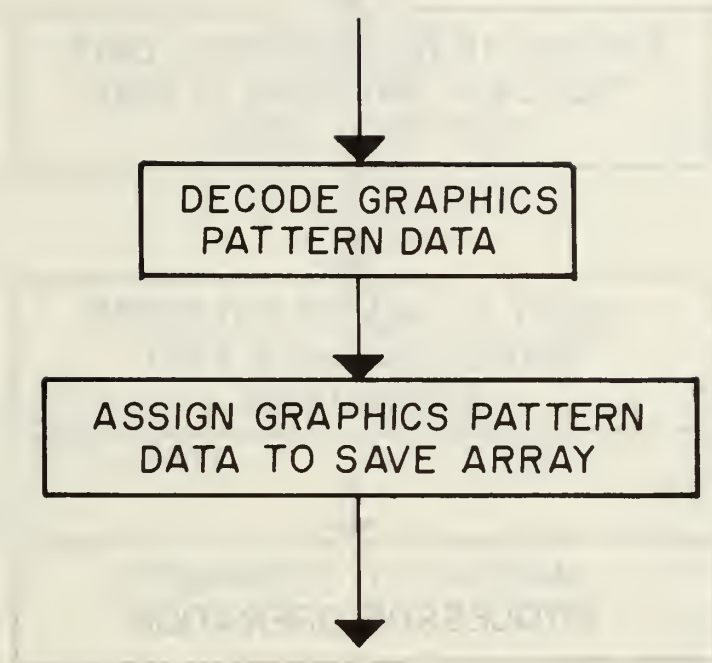 DECODE GRAPHICS
PATTERN DATA
ASSIGN GRAPHICS PATTERN
DATA TO SAVE ARRAY